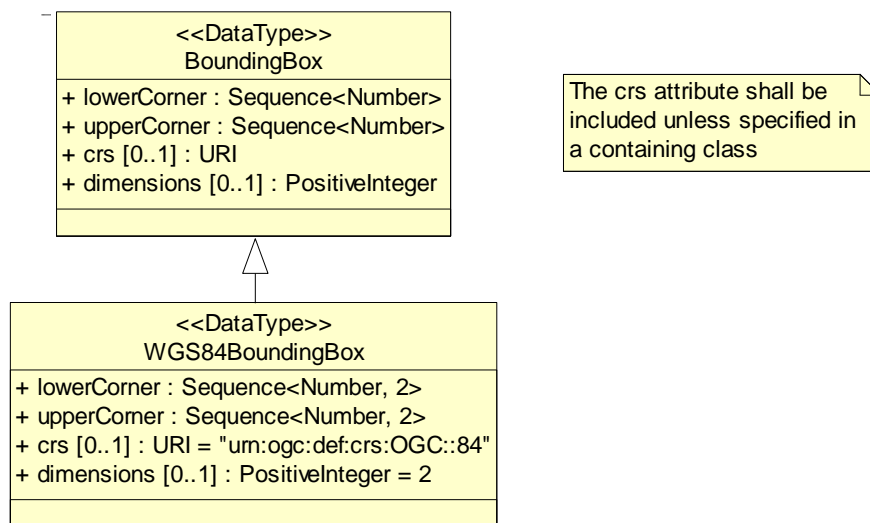 <<DataType>>
BoundingBox
+ lowerCorner : Sequence<Number>
+ upperCorner : Sequence<Number>
+ crs [0..1] : URI
+ dimensions [0..1] : PositiveInteger
The crs attribute shall be
included unless specified in
a containing class
<<DataType>>
WGS84BoundingBox
+ lowerCorner : Sequence<Number, 2>
+ upperCorner : Sequence<Number, 2>
+ crs [0..1] : URI = "urn:ogc:def:crs:OGC::84"
+ dimensions [0..1] : PositiveInteger = 2